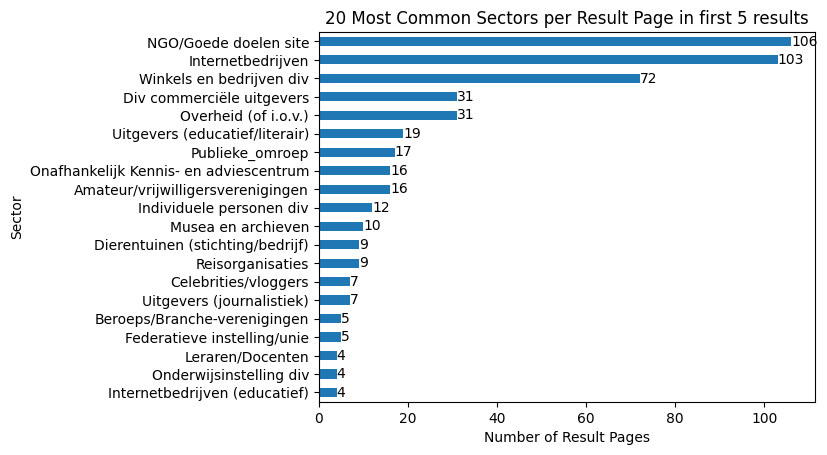 20 Most Common Sectors per Result Page in first 5 results
NGO/Goede doelen site 106
Internetbedrijven 103
Winkels en bedrijven div 72
Div commerciële uitgevers 31
Overheid (of i.o.v.) 31
Uitgevers (educatief/literair) 19
Publieke_omroep 17
Onafhankelijk Kennis- en adviescentrum 16
Amateur/vrijwilligersverenigingen 16
Individuele personen div 12
Musea en archieven 10
Dierentuinen (stichting/bedrijf) 9
Reisorganisaties 9
Celebrities/vloggers 7
Uitgevers (journalistiek) 7
Beroeps/Branche-verenigingen 5
Federatieve instelling/unie 5
Leraren/Docenten 4
Onderwijsinstelling div 4
Internetbedrijven (educatief) 4
Sector
0 20 40 60 80 100
Number of Result Pages